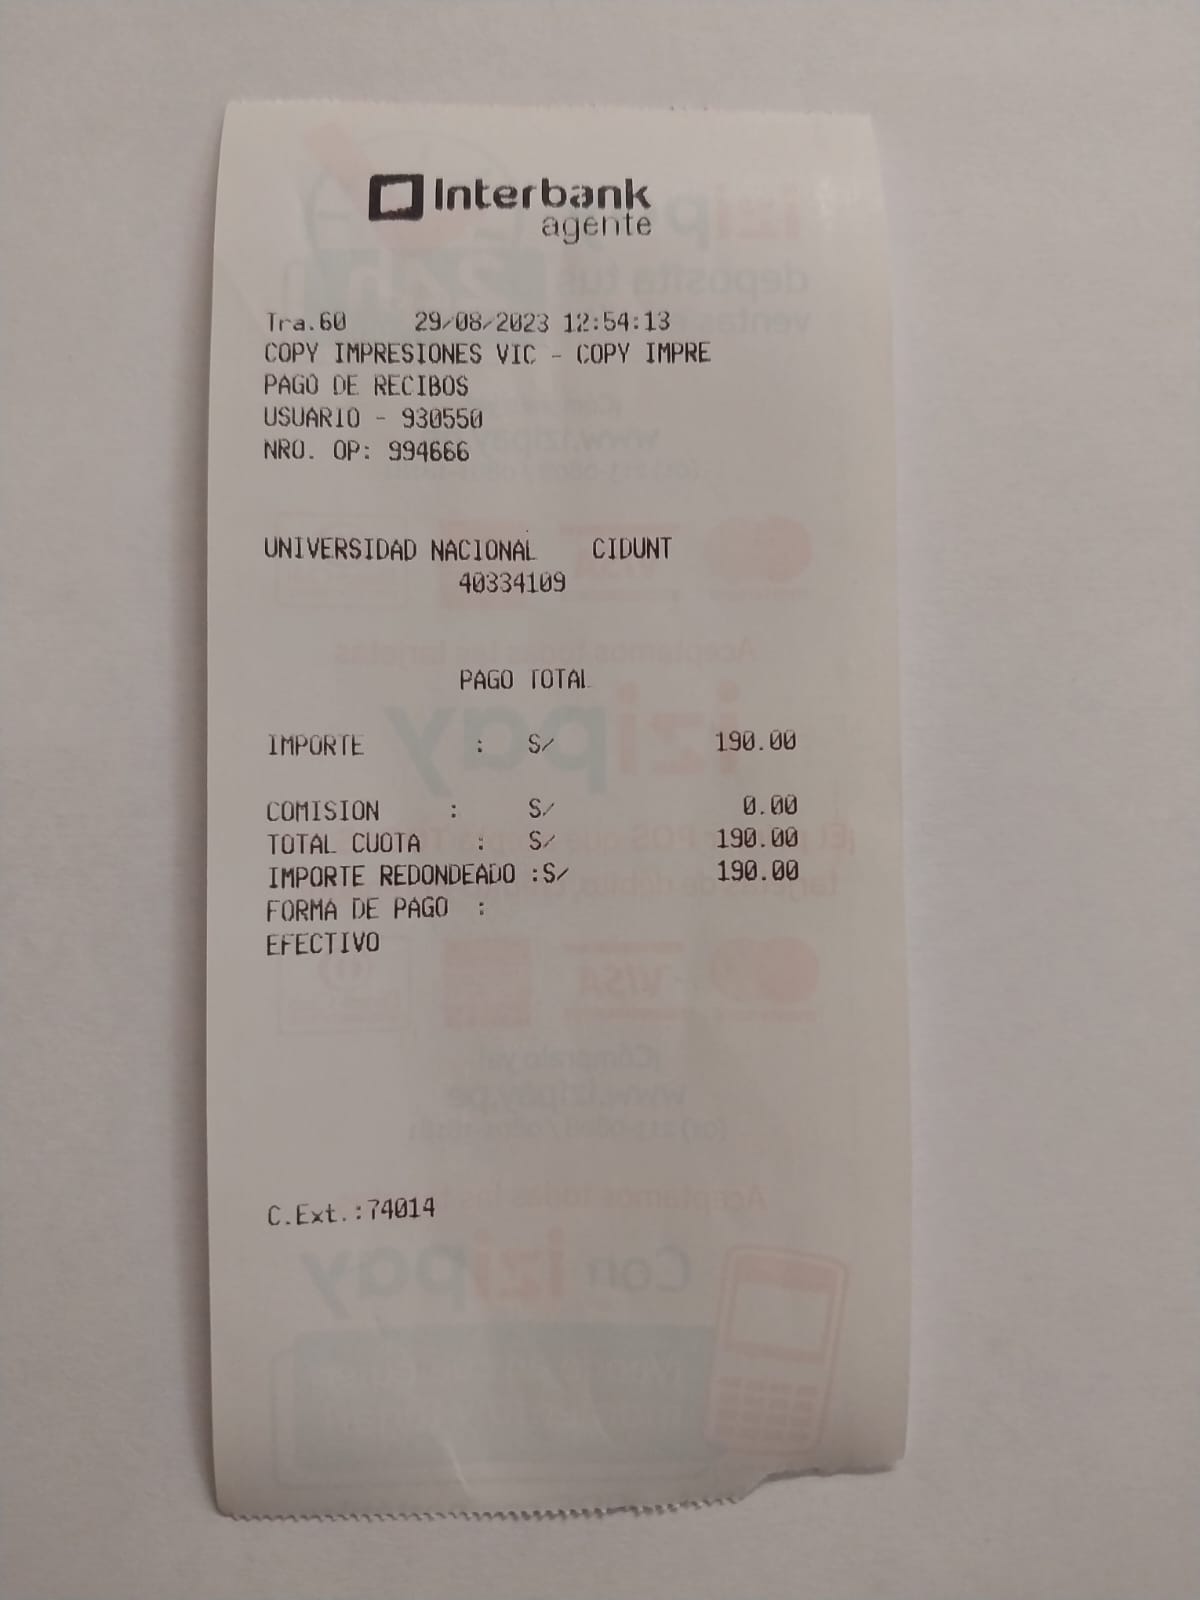 Interbank
agente
Tra.60 29/08/2023 12:54:13
COPY IMPRESIONES VIC - COPY IMPRE
PAGO DE RECIBOS
USUARIO - 930550
NRO. OP: 994666
UNIVERSIDAD NACIONAL CIDUNT
40334109
PAGO TOTAL
IMPORTE : S/ 190.00
COMISION : S/ 0.00
TOTAL CUOTA : S/ 190.00
IMPORTE REDONDEADO :S/ 190.00
FORMA DE PAGO :
EFECTIVO
C.Ext.:74014